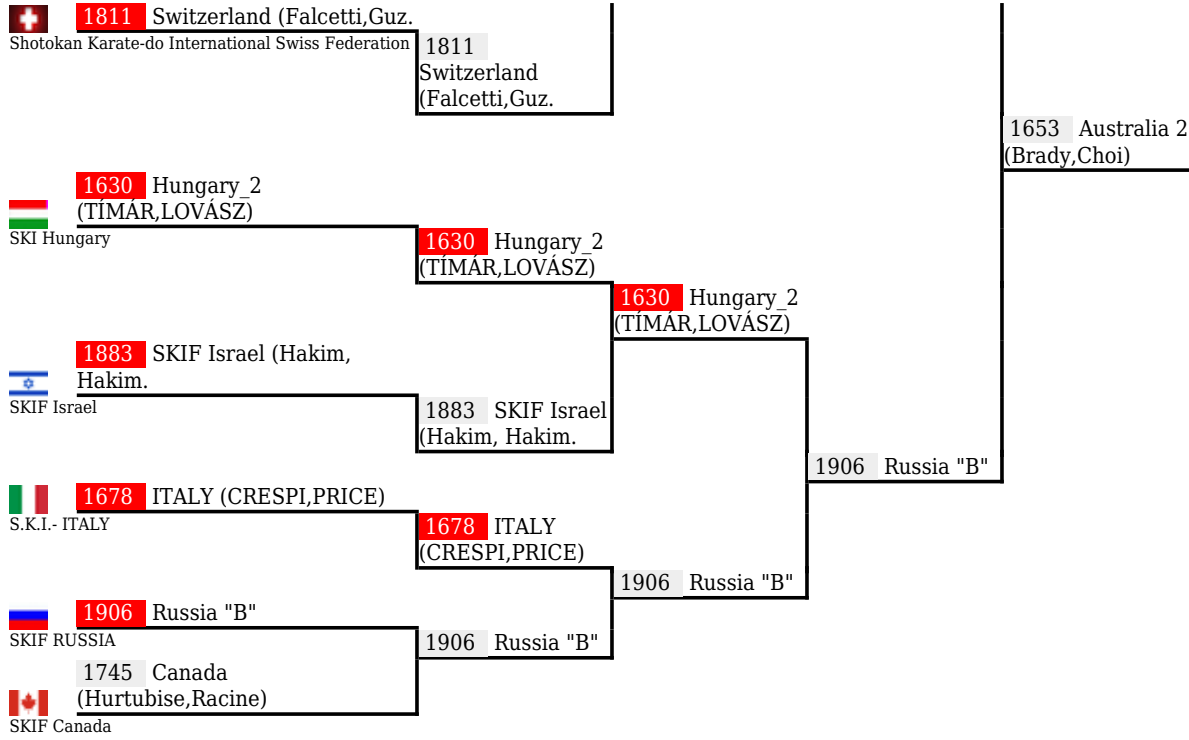 1811 Switzerland (Falcetti,Guz.
Shotokan Karate-do International Swiss Federation
1811
Switzerland
(Falcetti,Guz.
1653 Australia 2
(Brady,Choi)
1630 Hungary_2
(TÍMÁR,LOVÁSZ)
SKI Hungary
1630 Hungary_2
(TÍMÁR,LOVÁSZ)
1630 Hungary_2
(TÍMÁR,LOVÁSZ)
1883 SKIF Israel (Hakim,
Hakim.
SKIF Israel
1883 SKIF Israel
(Hakim, Hakim.
1906 Russia "B"
1678 ITALY (CRESPI,PRICE)
S.K.I.- ITALY
1678 ITALY
(CRESPI,PRICE)
1906 Russia "B"
1906 Russia "B"
SKIF RUSSIA
1906 Russia "B"
1745 Canada
(Hurtubise,Racine)
SKIF Canada